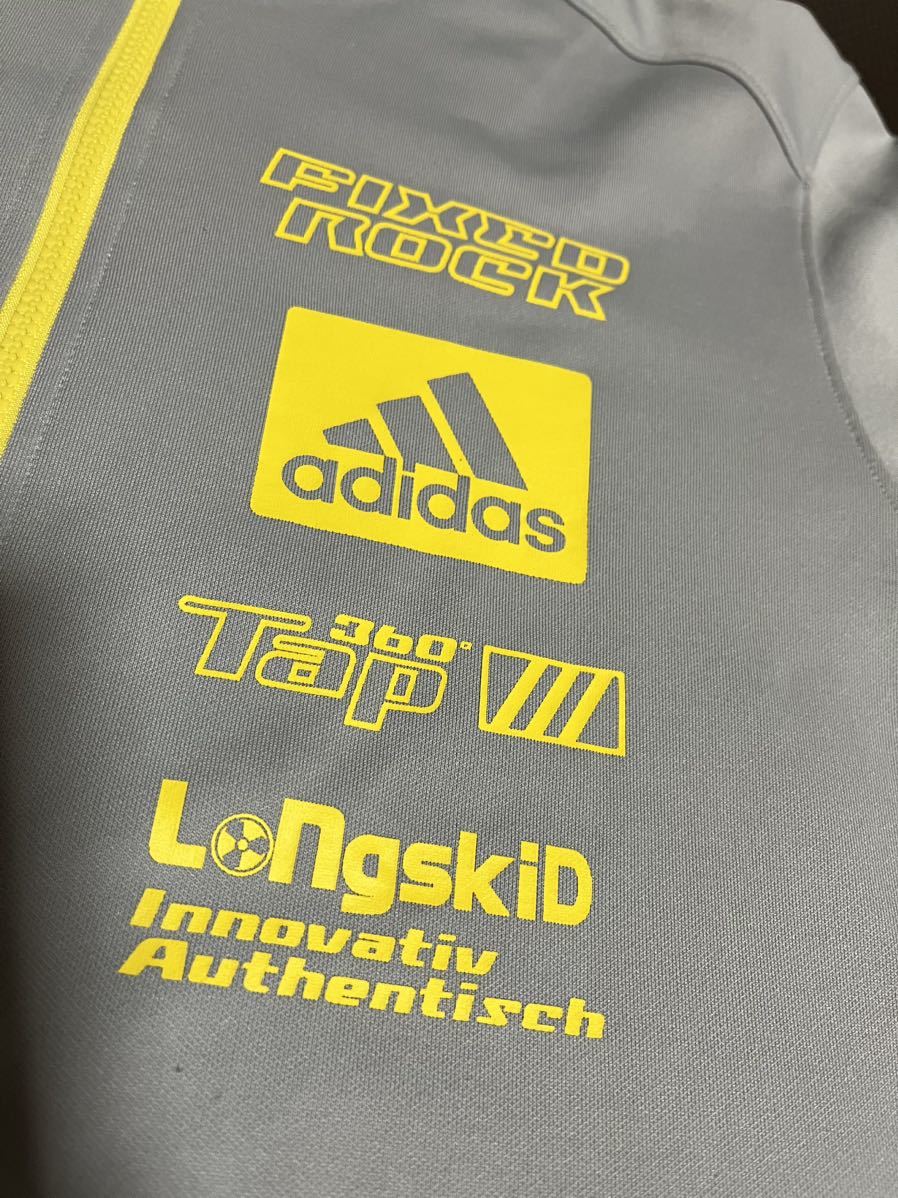 FIXED
ROCK
adidas
360°
Tap
LoNgskiD
Innovativ
Authentisch